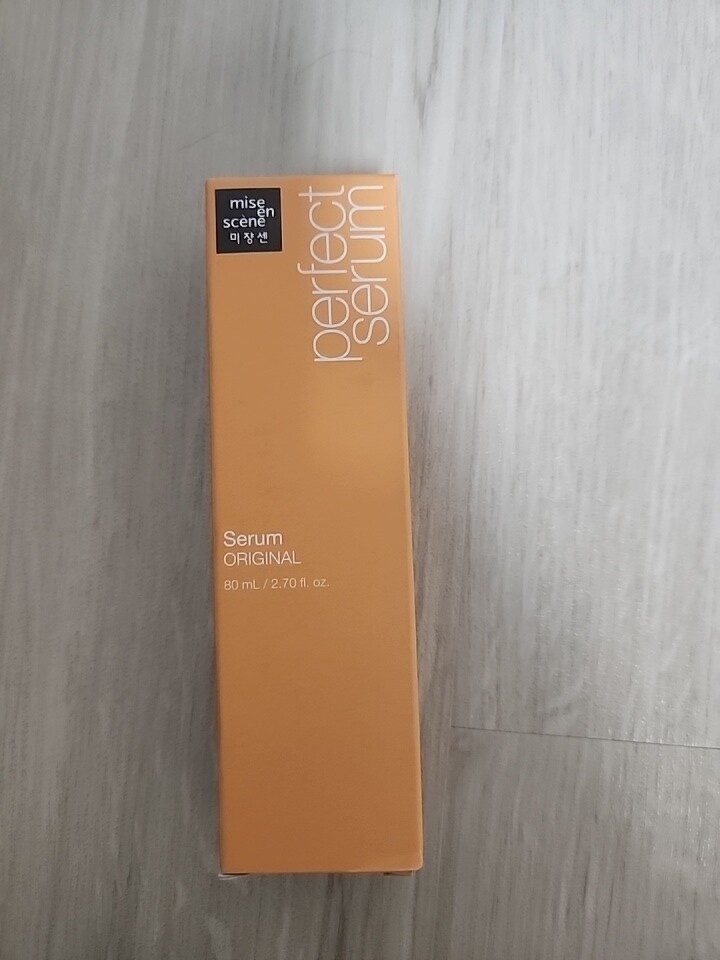 mise
en
scène
미쟝센
perfect
serum
Serum
ORIGINAL
80 mL / 2.70 fl. oz.